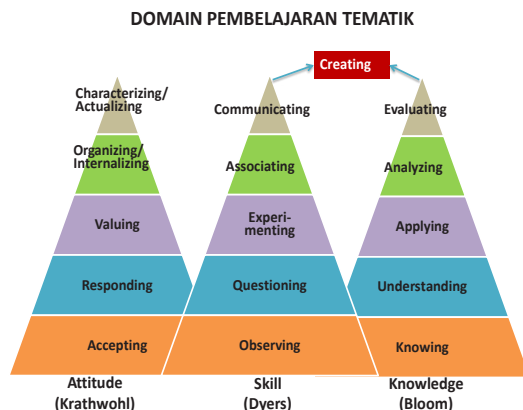 DOMAIN PEMBELAJARAN TEMATIK
Creating
Characterizing/
Actualizing
Organizing/
Internalizing
Valuing
Responding
Accepting
Attitude
(Krathwohl)
Communicating
Associating
Experi-
menting
Questioning
Observing
Skill
(Dyers)
Evaluating
Analyzing
Applying
Understanding
Knowing
Knowledge
(Bloom)